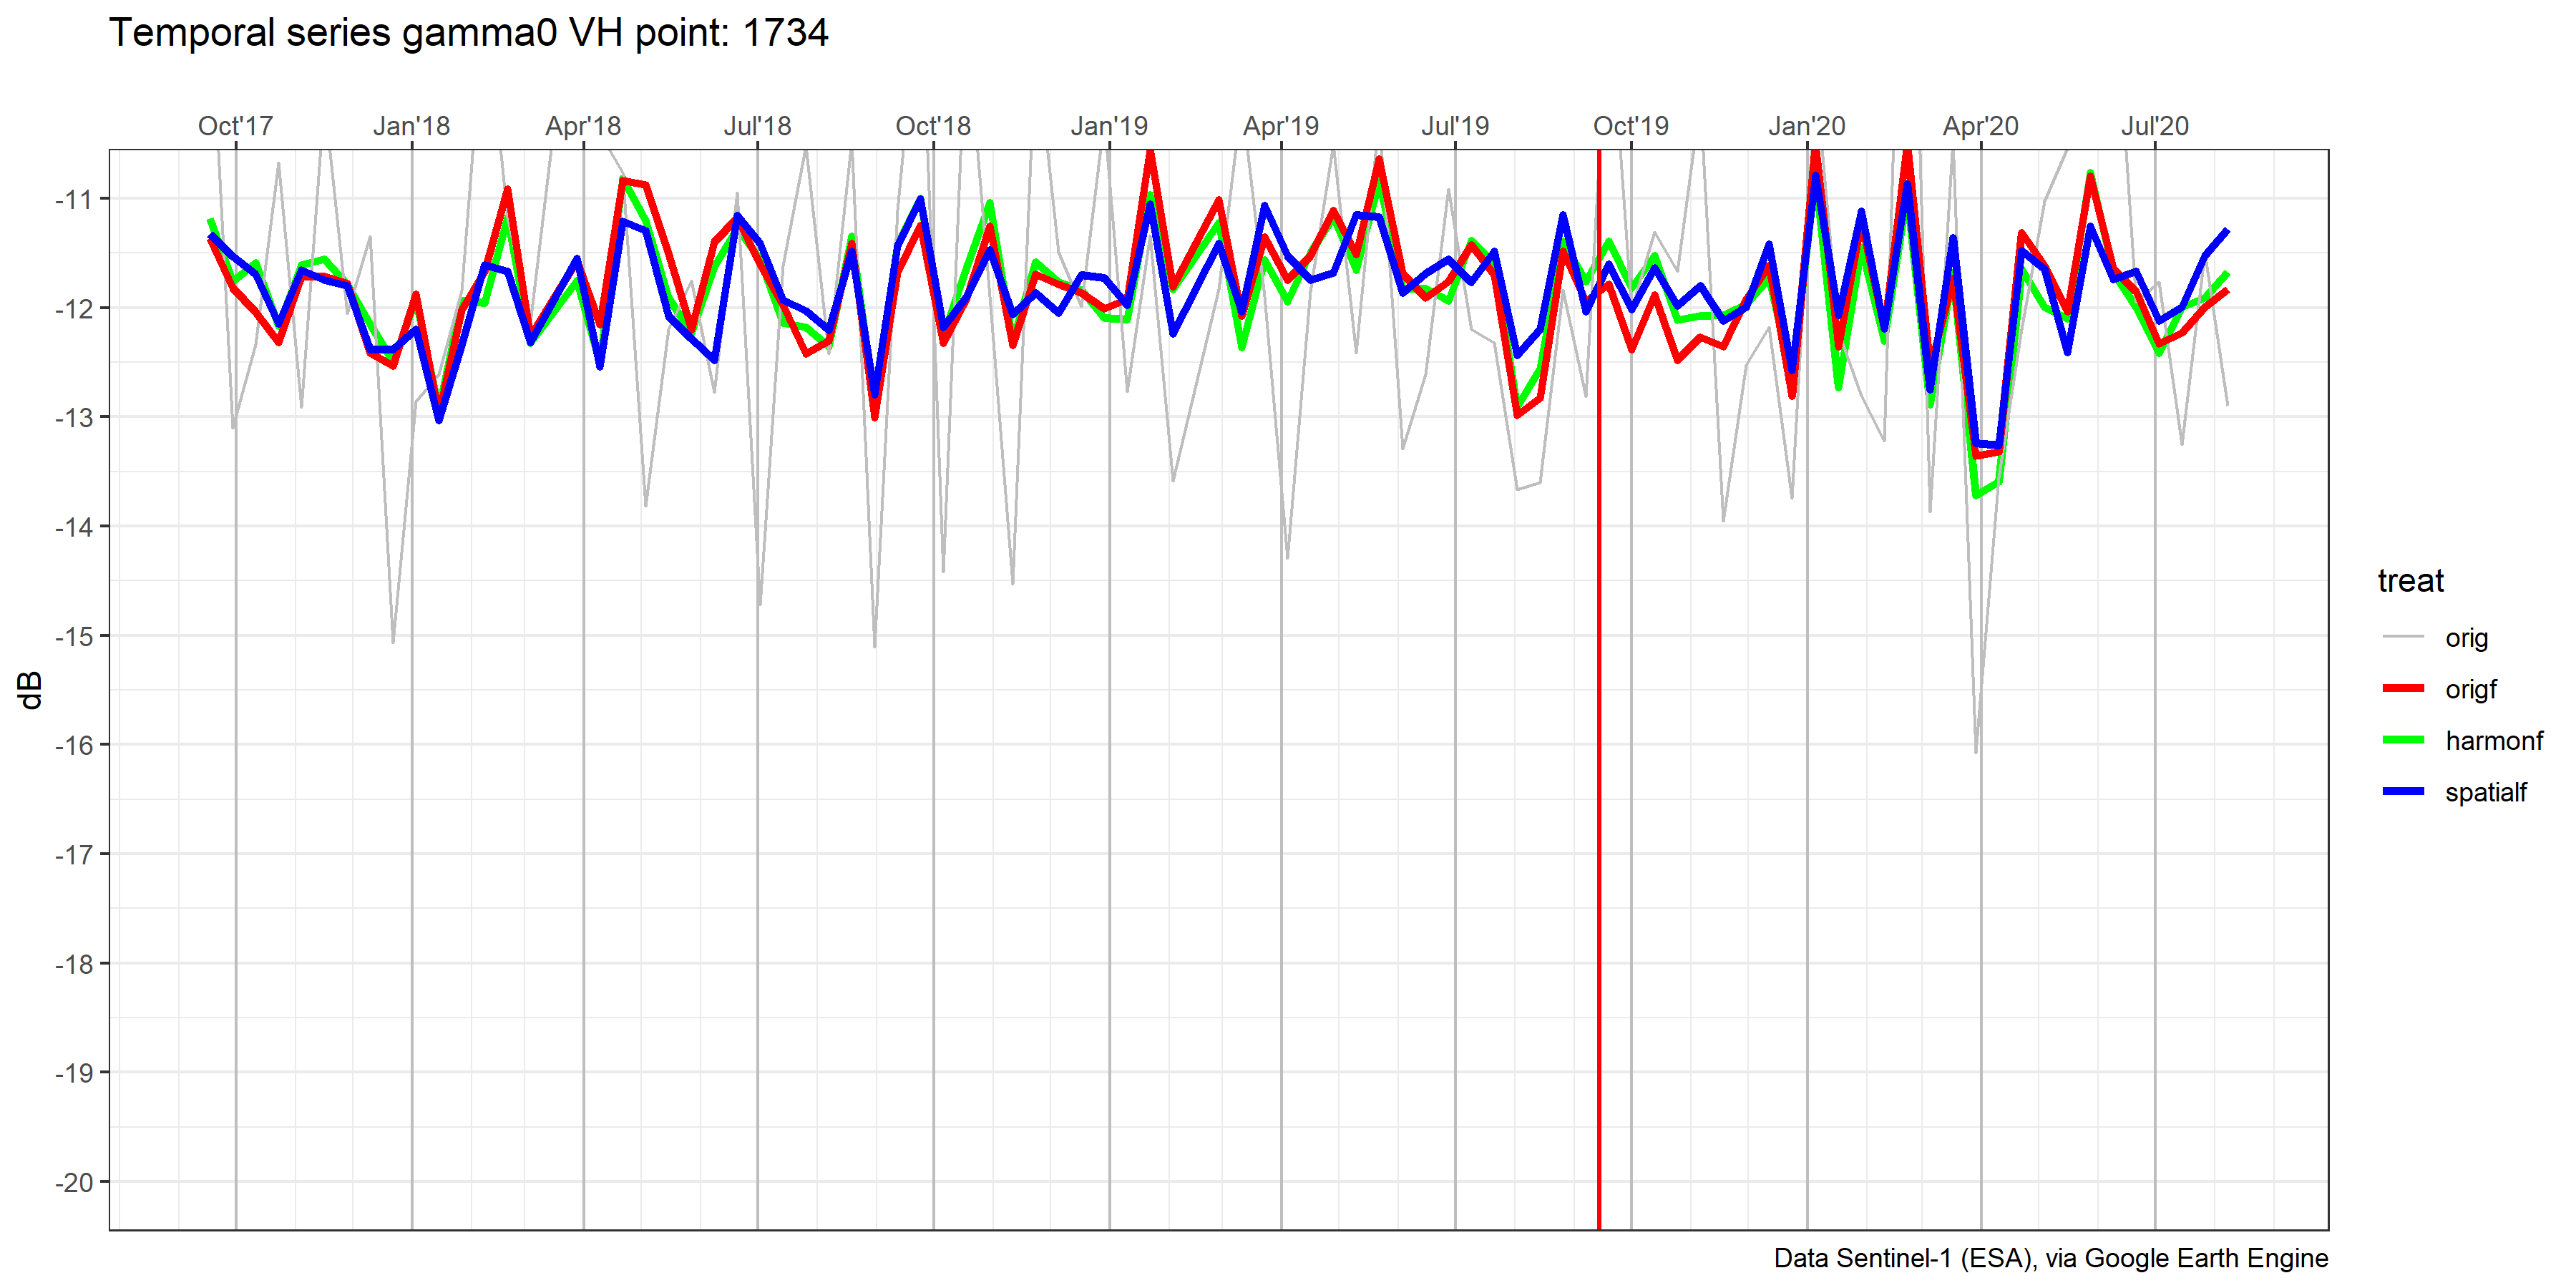 Temporal series gamma0 VH point: 1734
Oct'17 Jan'18 Apr'18 Jul'18 Oct'18 Jan'19 Apr'19 Jul'19 Oct'19 Jan'20 Apr'20 Jul'20
-11
-12
-13
-14
-15
-16
-17
-18
-19
-20
dB
treat
orig
origf
harmonf
spatialf
Data Sentinel-1 (ESA), via Google Earth Engine